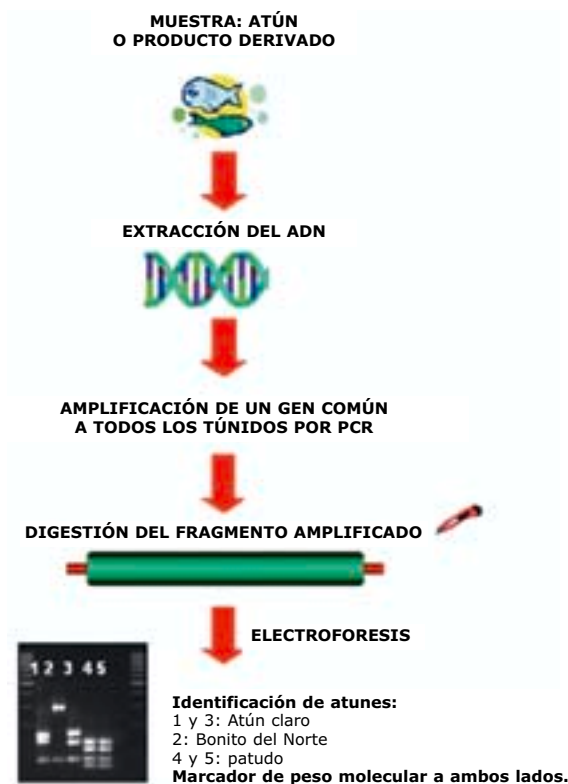 MUESTRA: ATÚN
O PRODUCTO DERIVADO
EXTRACCIÓN DEL ADN
AMPLIFICACIÓN DE UN GEN COMÚN
A TODOS LOS TÚNIDOS POR PCR
DIGESTIÓN DEL FRAGMENTO AMPLIFICADO
ELECTROFORESIS
1 2 3 4 5
Identificación de atunes:
1 y 3: Atún claro
2: Bonito del Norte
4 y 5: patudo
Marcador de peso molecular a ambos lados.